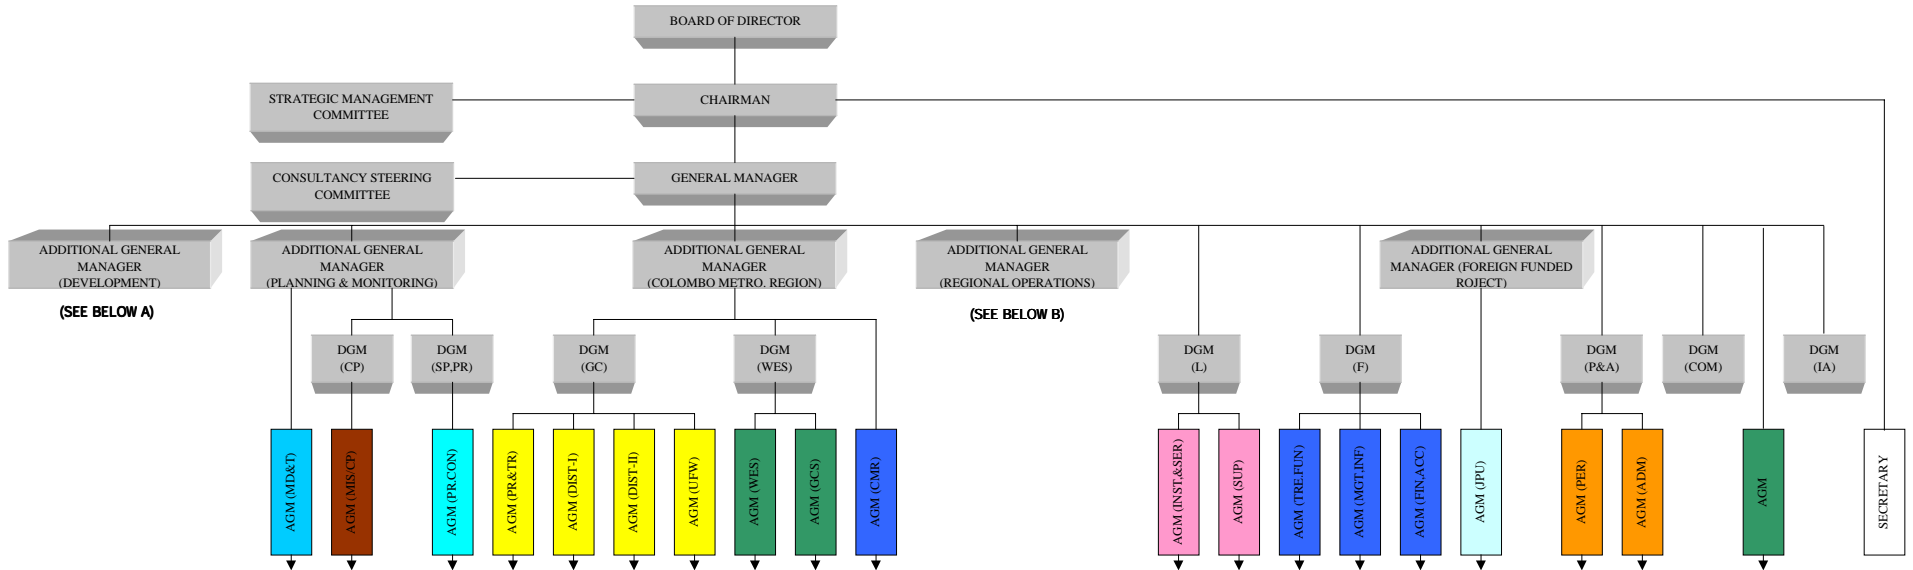 BOARD OF DIRECTOR
STRATEGIC MANAGEMENT
COMMITTEE
CHAIRMAN
CONSULTANCY STEERING
COMMITTEE
GENERAL MANAGER
ADDITIONAL GENERAL
MANAGER
(DEVELOPMENT)
(SEE BELOW A)
ADDITIONAL GENERAL
MANAGER
(PLANNING & MONITORING)
ADDITIONAL GENERAL
MANAGER
(COLOMBO METRO. REGION)
ADDITIONAL GENERAL
MANAGER
(REGIONAL OPERATIONS)
(SEE BELOW B)
ADDITIONAL GENERAL
MANAGER (FOREIGN FUNDED
ROJECT)
DGM
(CP)
DGM
(SP,PR)
DGM
(GC)
DGM
(WES)
DGM
(L)
DGM
(F)
DGM
(P&A)
DGM
(COM)
DGM
(IA)
AGM (MD&T)
AGM (MIS/CP)
AGM (PR.CON)
AGM (PR&TR)
AGM (DIST-I)
AGM (DIST-II)
AGM (UFW)
AGM (WES)
AGM (GCS)
AGM (CMR)
AGM (INST,&SER)
AGM (SUP)
AGM (TRE.FUN)
AGM (MGT,INF)
AGM (FIN,ACC)
AGM (JPU)
AGM (PER)
AGM (ADM)
AGM
SECRETARY